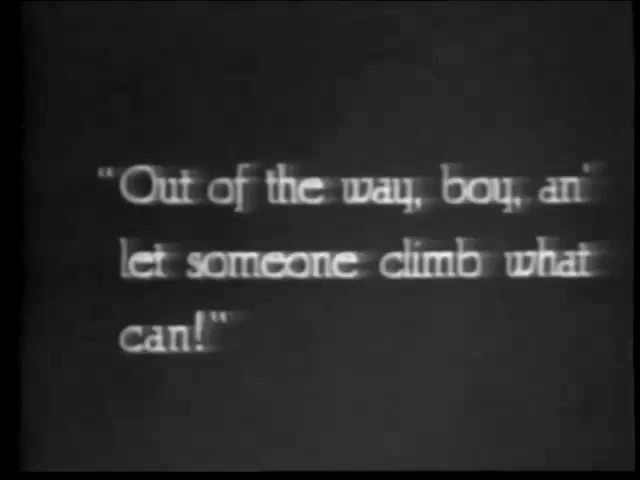 "Out of the way, boy, an'
let someone climb what
can!"